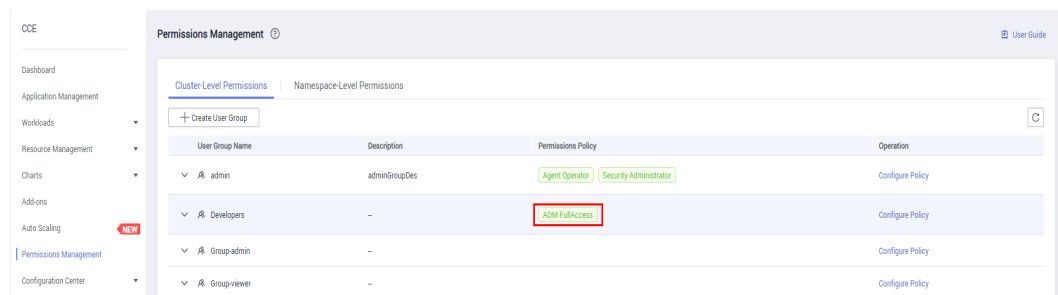 CCE
Dashboard
Application Management
Workloads
Resource Management
Charts
Add-ons
Auto Scaling NEW
Permissions Management
Configuration Center
Permissions Management ?
User Guide
Cluster-Level Permissions Namespace-Level Permissions
+ Create User Group
User Group Name Description Permissions Policy Operation
admin adminGroupDes Agent Operator Security Administrator Configure Policy
Developers – AOM FullAccess Configure Policy
Group-admin – Configure Policy
Group-viewer – Configure Policy